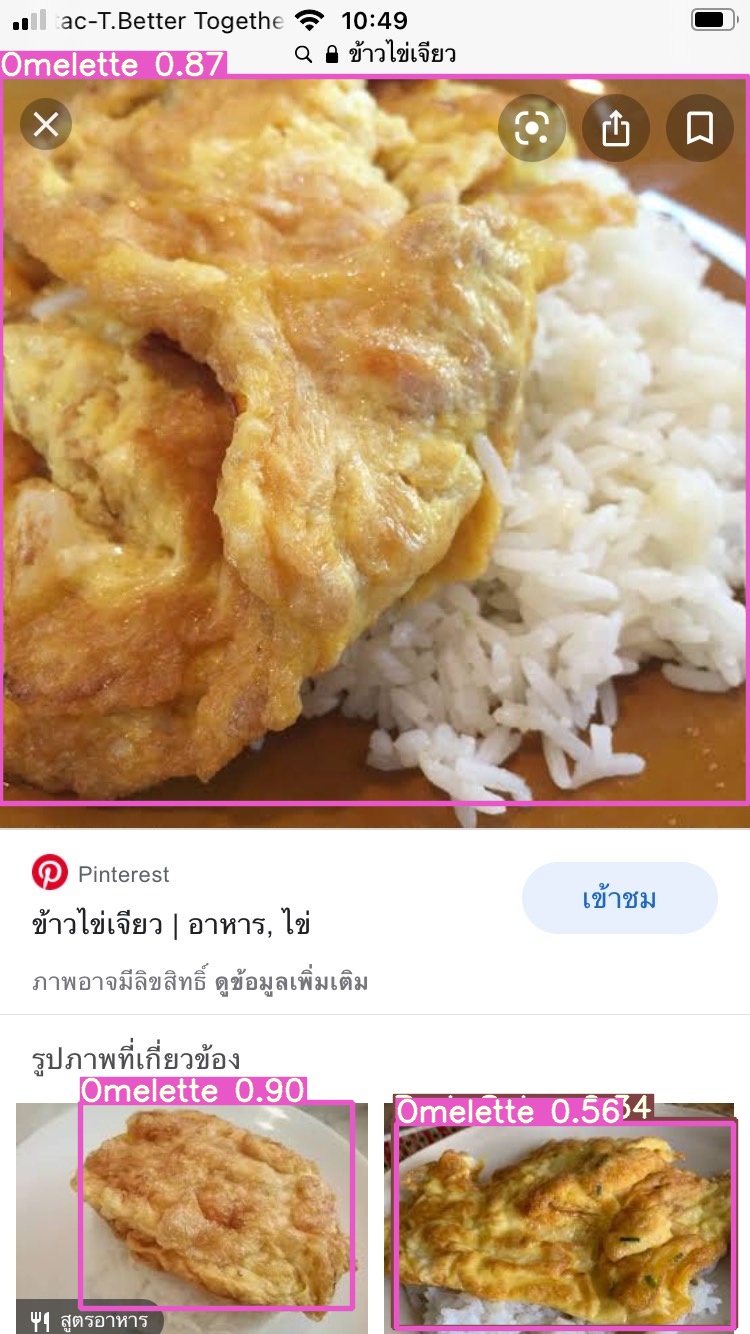 ac-T.Better Togethe 10:49
ข้าวไข่เจียว
Omelette 0.87
Pinterest
ข้าวไข่เจียว | อาหาร, ไข่
เข้าชม
ภาพอาจมีลิขสิทธิ์ ดูข้อมูลเพิ่มเติม
รูปภาพที่เกี่ยวข้อง
Omelette 0.90
Omelette 0.56
สูตรอาหาร